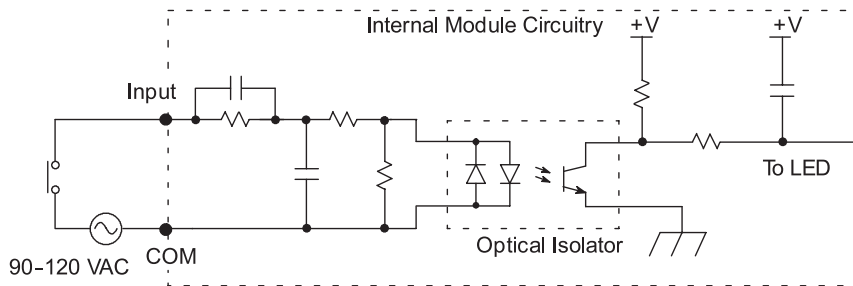 Internal Module Circuitry
+V
+V
Input
To LED
Optical Isolator
COM
90–120 VAC